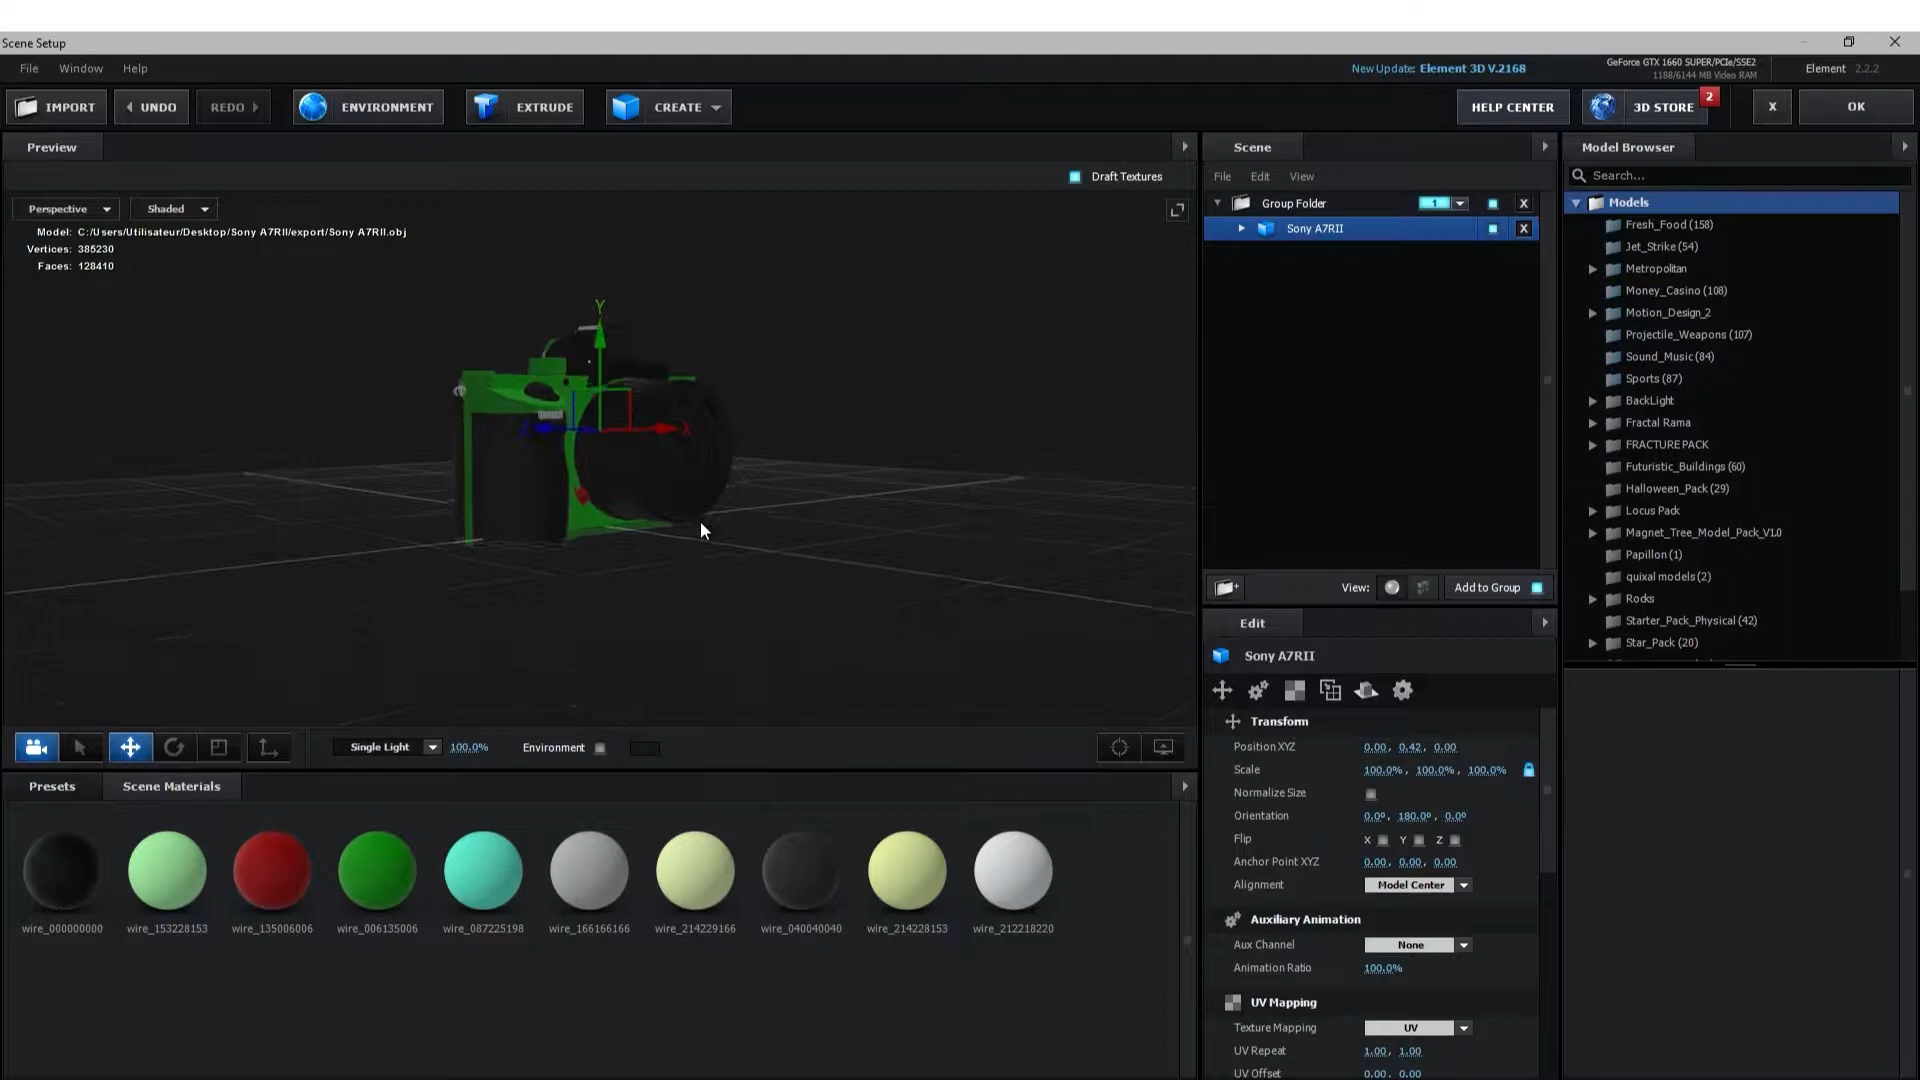 Scene Setup
File Window Help
New Update: Element 3D V.2168
GeForce GTX 1660 SUPER/PCIe/SSE2
1188/6144 MB Video RAM
Element 2.2.2
IMPORT UNDO REDO ENVIRONMENT EXTRUDE CREATE HELP CENTER 3D STORE 2 X OK
Preview
Draft Textures
Perspective Shaded
Model: C:/Users/Utilisateur/Desktop/Sony A7RII/export/Sony A7RII.obj
Vertices: 385230
Faces: 128410
Y
Z
X
Single Light 100.0% Environment
Presets Scene Materials
wire_000000000 wire_153228153 wire_135006006 wire_006135006 wire_087225198 wire_166166166 wire_214229166 wire_040040040 wire_214228153 wire_212218220
Scene
File Edit View
Group Folder 1 X
Sony A7RII X
View: Add to Group
Edit
Sony A7RII
Transform
Position XYZ 0.00, 0.42, 0.00
Scale 100.0%, 100.0%, 100.0%
Normalize Size
Orientation 0.0º, 180.0º, 0.0º
Flip X Y Z
Anchor Point XYZ 0.00, 0.00, 0.00
Alignment Model Center
Auxiliary Animation
Aux Channel None
Animation Ratio 100.0%
UV Mapping
Texture Mapping UV
UV Repeat 1.00, 1.00
UV Offset 0.00, 0.00
Model Browser
Search...
Models
Fresh_Food (158)
Jet_Strike (54)
Metropolitan
Money_Casino (108)
Motion_Design_2
Projectile_Weapons (107)
Sound_Music (84)
Sports (87)
BackLight
Fractal Rama
FRACTURE PACK
Futuristic_Buildings (60)
Halloween_Pack (29)
Locus Pack
Magnet_Tree_Model_Pack_V1.0
Papillon (1)
quixal models (2)
Rocks
Starter_Pack_Physical (42)
Star_Pack (20)